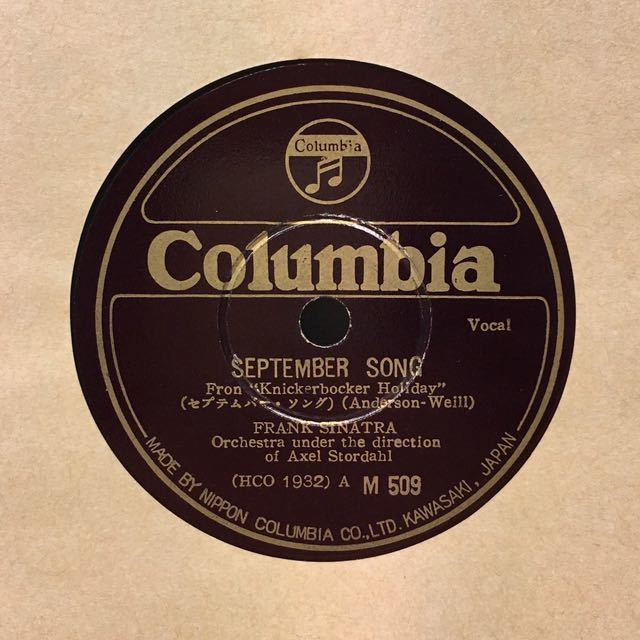 Columbia
Columbia
Vocal
SEPTEMBER SONG
Fron "Knickerbocker Holiday"
(セプテムバー・ソング) (Anderson-Weill)
FRANK SINATRA
Orchestra under the direction
of Axel Stordahl
(HCO 1932) A M 509
MADE BY NIPPON COLUMBIA CO., LTD. KAWASAKI, JAPAN